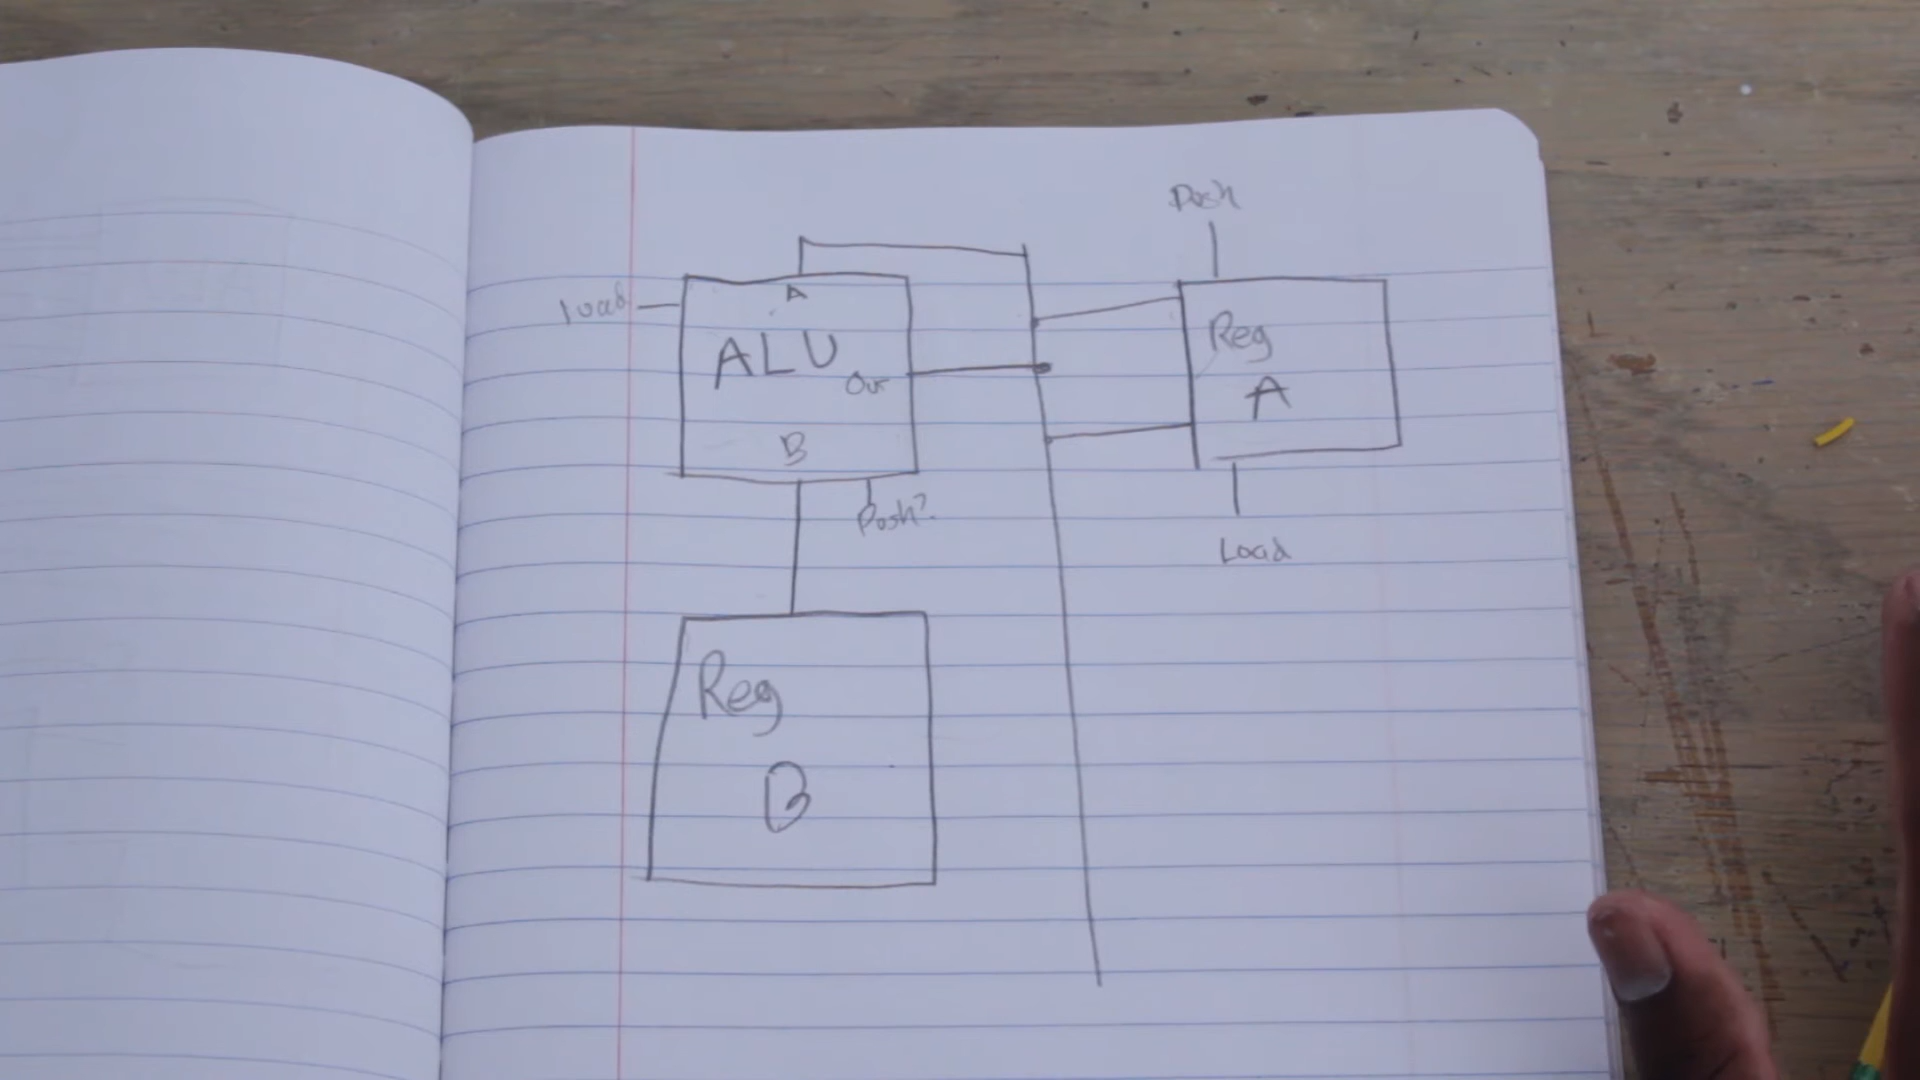 Push
Load
A
ALU
Out
B
Push?
Reg
A
Load
Reg
B